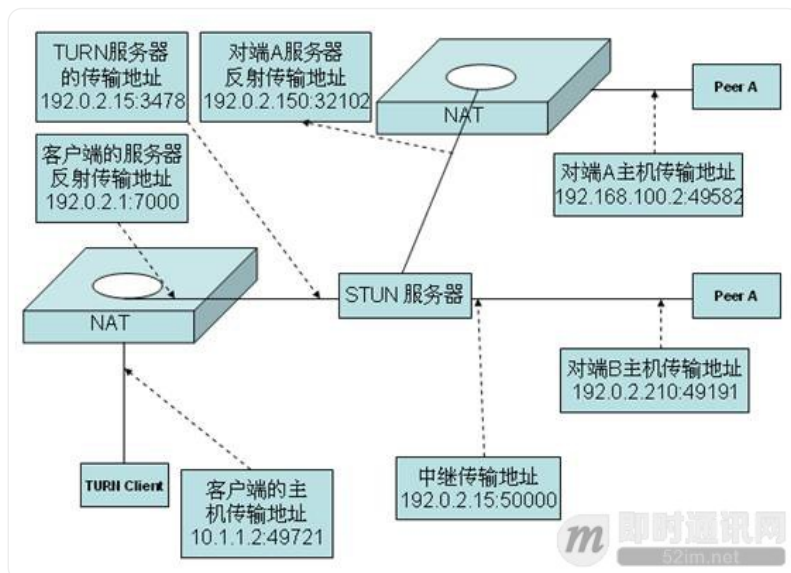 TURN服务器
的传输地址
192.0.2.15:3478
对端A服务器
反射传输地址
192.0.2.150:32102
NAT
Peer A
客户端的服务器
反射传输地址
192.0.2.1:7000
对端A主机传输地址
192.168.100.2:49582
NAT
STUN 服务器
Peer A
对端B主机传输地址
192.0.2.210:49191
TURN Client
客户端的主
机传输地址
10.1.1.2:49721
中继传输地址
192.0.2.15:50000
m
即时通讯网
52im.net